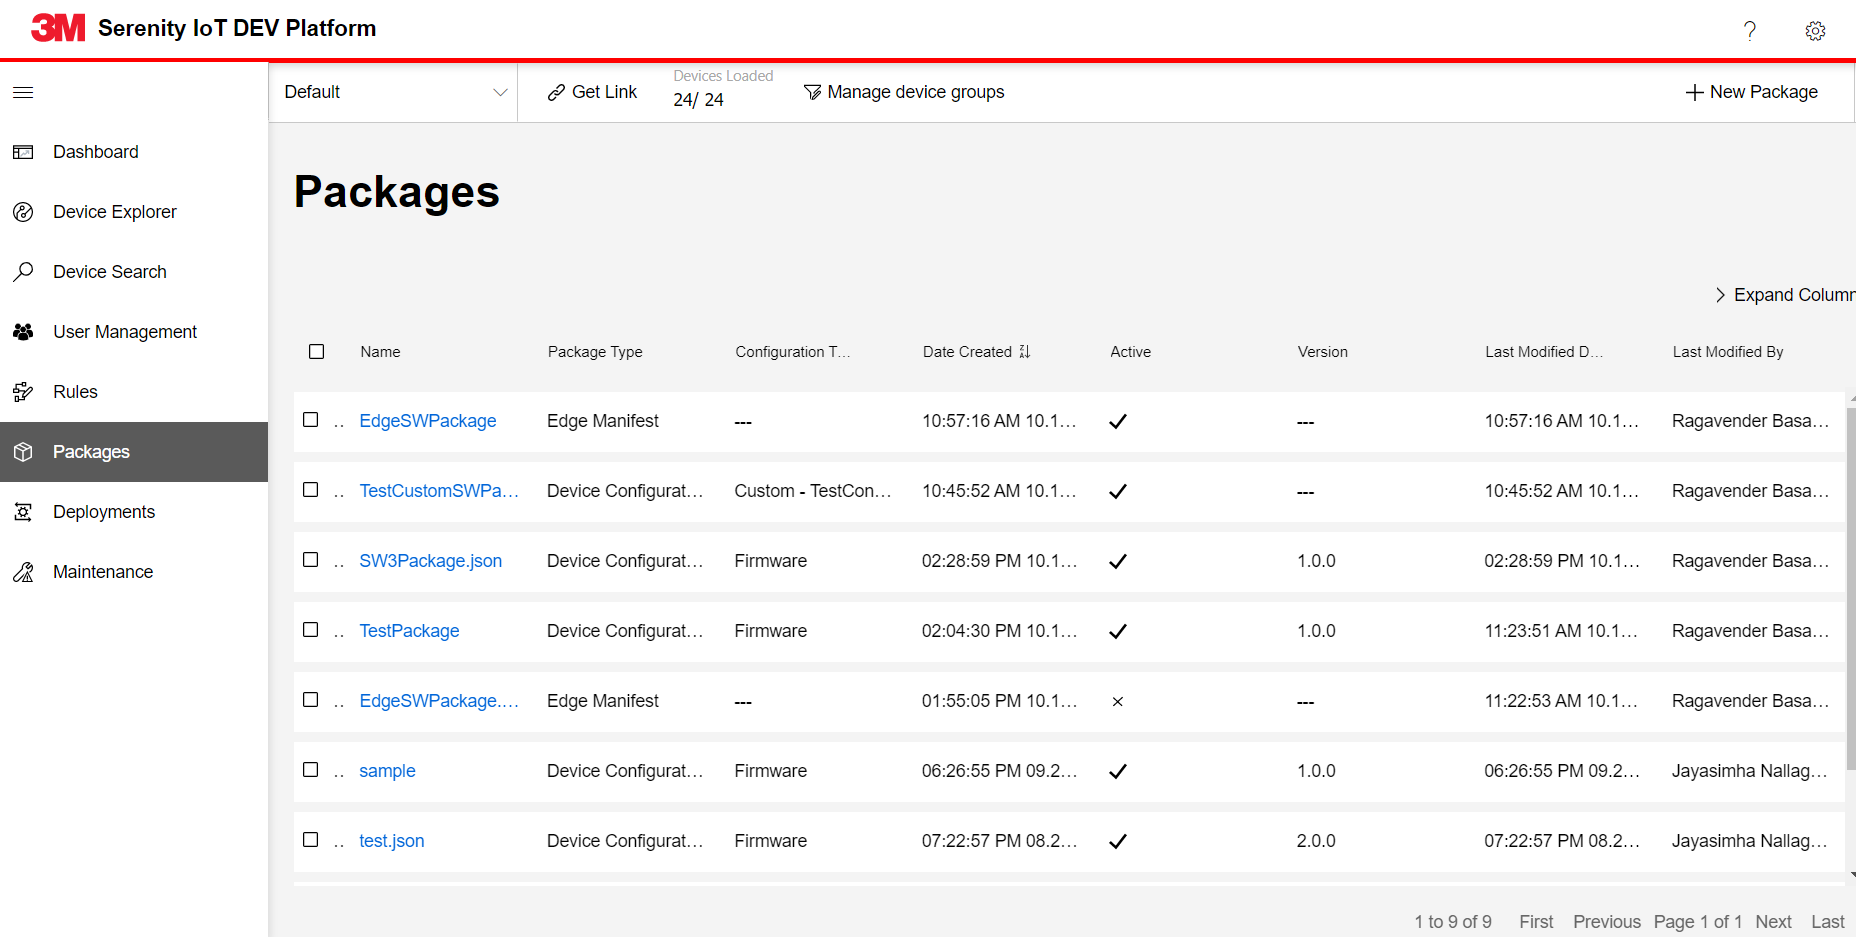 3M Serenity IoT DEV Platform
?
Default
Get Link
Devices Loaded
24/ 24
Manage device groups
New Package
Dashboard
Device Explorer
Device Search
User Management
Rules
Packages
Deployments
Maintenance
Packages
Expand Column
Name Package Type Configuration T... Date Created Active Version Last Modified D... Last Modified By
.. EdgeSWPackage Edge Manifest --- 10:57:16 AM 10.1... --- 10:57:16 AM 10.1... Ragavender Basa...
.. TestCustomSWPa... Device Configurat... Custom - TestCon... 10:45:52 AM 10.1... --- 10:45:52 AM 10.1... Ragavender Basa...
.. SW3Package.json Device Configurat... Firmware 02:28:59 PM 10.1... 1.0.0 02:28:59 PM 10.1... Ragavender Basa...
.. TestPackage Device Configurat... Firmware 02:04:30 PM 10.1... 1.0.0 11:23:51 AM 10.1... Ragavender Basa...
.. EdgeSWPackage.... Edge Manifest --- 01:55:05 PM 10.1... --- 11:22:53 AM 10.1... Ragavender Basa...
.. sample Device Configurat... Firmware 06:26:55 PM 09.2... 1.0.0 06:26:55 PM 09.2... Jayasimha Nallag...
.. test.json Device Configurat... Firmware 07:22:57 PM 08.2... 2.0.0 07:22:57 PM 08.2... Jayasimha Nallag...
1 to 9 of 9 First Previous Page 1 of 1 Next Last